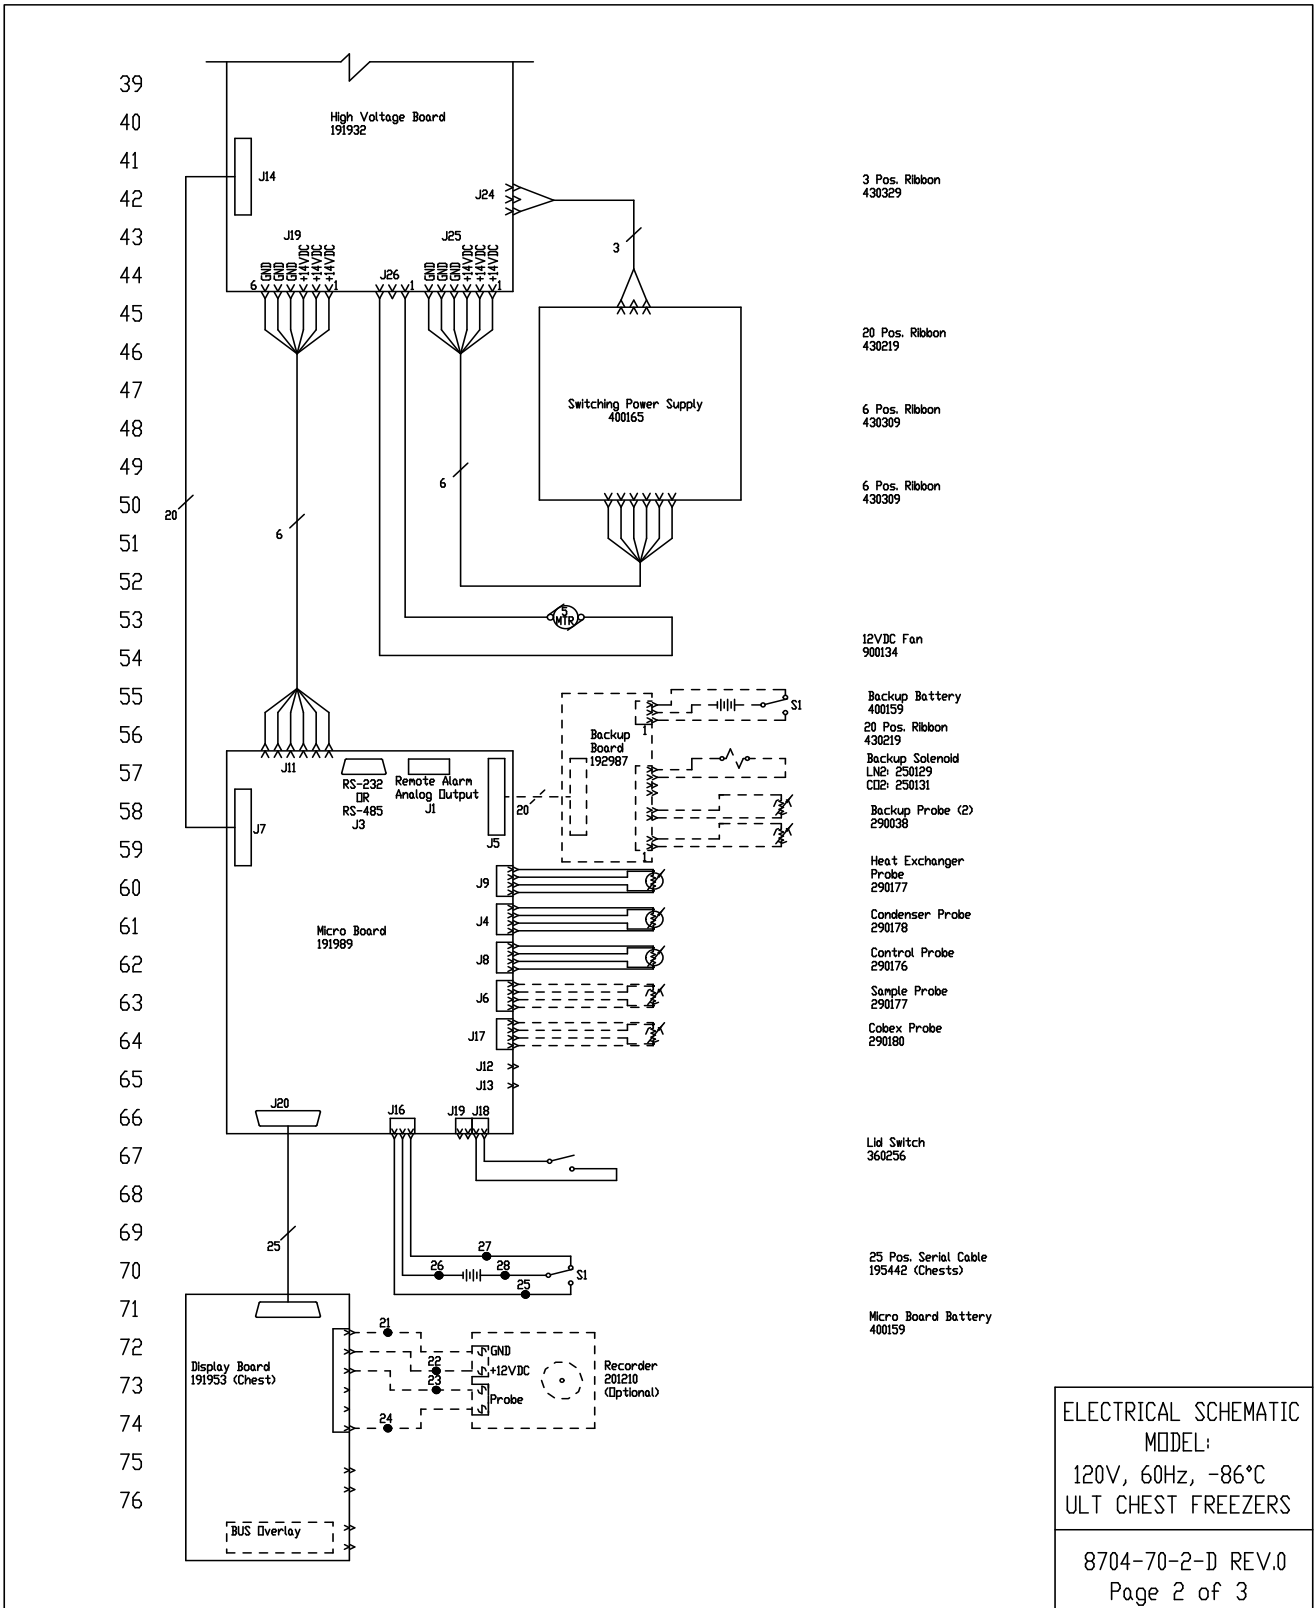 39
40
41
42
43
44
45
46
47
48
49
50
51
52
53
54
55
56
57
58
59
60
61
62
63
64
65
66
67
68
69
70
71
72
73
74
75
76
High Voltage Board
191932
J14
J24
J19
GND
GND
GND
+14VDC
+14VDC
+14VDC
6
1
J26
1
J25
GND
GND
GND
+14VDC
+14VDC
+14VDC
1
3
Switching Power Supply
400165
20
6
6
5
MTR
3 Pos. Ribbon
430329
20 Pos. Ribbon
430219
6 Pos. Ribbon
430309
6 Pos. Ribbon
430309
12VDC Fan
900134
J11
RS-232
OR
RS-485
J3
Remote Alarm
Analog Output
J1
J7
J5
20
Backup
Board
192987
1
1
S1
Backup Battery
400159
20 Pos. Ribbon
430219
Backup Solenoid
LN2: 250129
CO2: 250131
Backup Probe (2)
290038
Heat Exchanger
Probe
290177
Condenser Probe
290178
Control Probe
290176
Sample Probe
290177
Cobex Probe
290180
J9
J4
J8
J6
J17
J12
J13
Micro Board
191989
J20
J16
J19 J18
Lid Switch
360256
25
27
26
28
25
S1
25 Pos. Serial Cable
195442 (Chests)
Micro Board Battery
400159
Display Board
191953 (Chest)
21
22
23
24
GND
+12VDC
Probe
Recorder
201210
(Optional)
BUS Overlay
ELECTRICAL SCHEMATIC
MODEL:
120V, 60Hz, -86°C
ULT CHEST FREEZERS
8704-70-2-D REV.0
Page 2 of 3